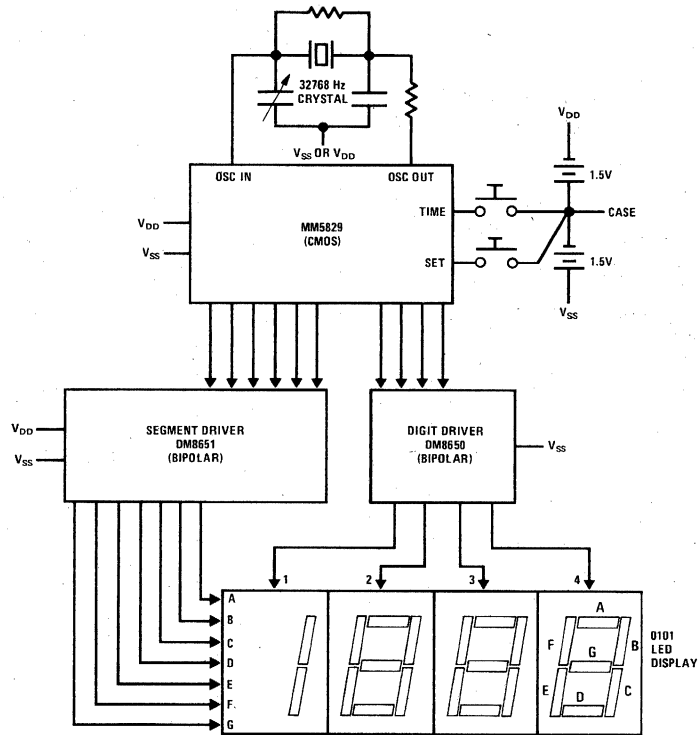 32768 Hz
CRYSTAL
VSS OR VDD
OSC IN
OSC OUT
VDD
1.5V
TIME
CASE
MM5829
(CMOS)
VDD
VSS
SET
1.5V
VSS
SEGMENT DRIVER
DM8651
(BIPOLAR)
VDD
VSS
DIGIT DRIVER
DM8650
(BIPOLAR)
VSS
1
2
3
4
A
B
C
D
E
F
G
A
F
B
G
E
C
D
0101
LED
DISPLAY